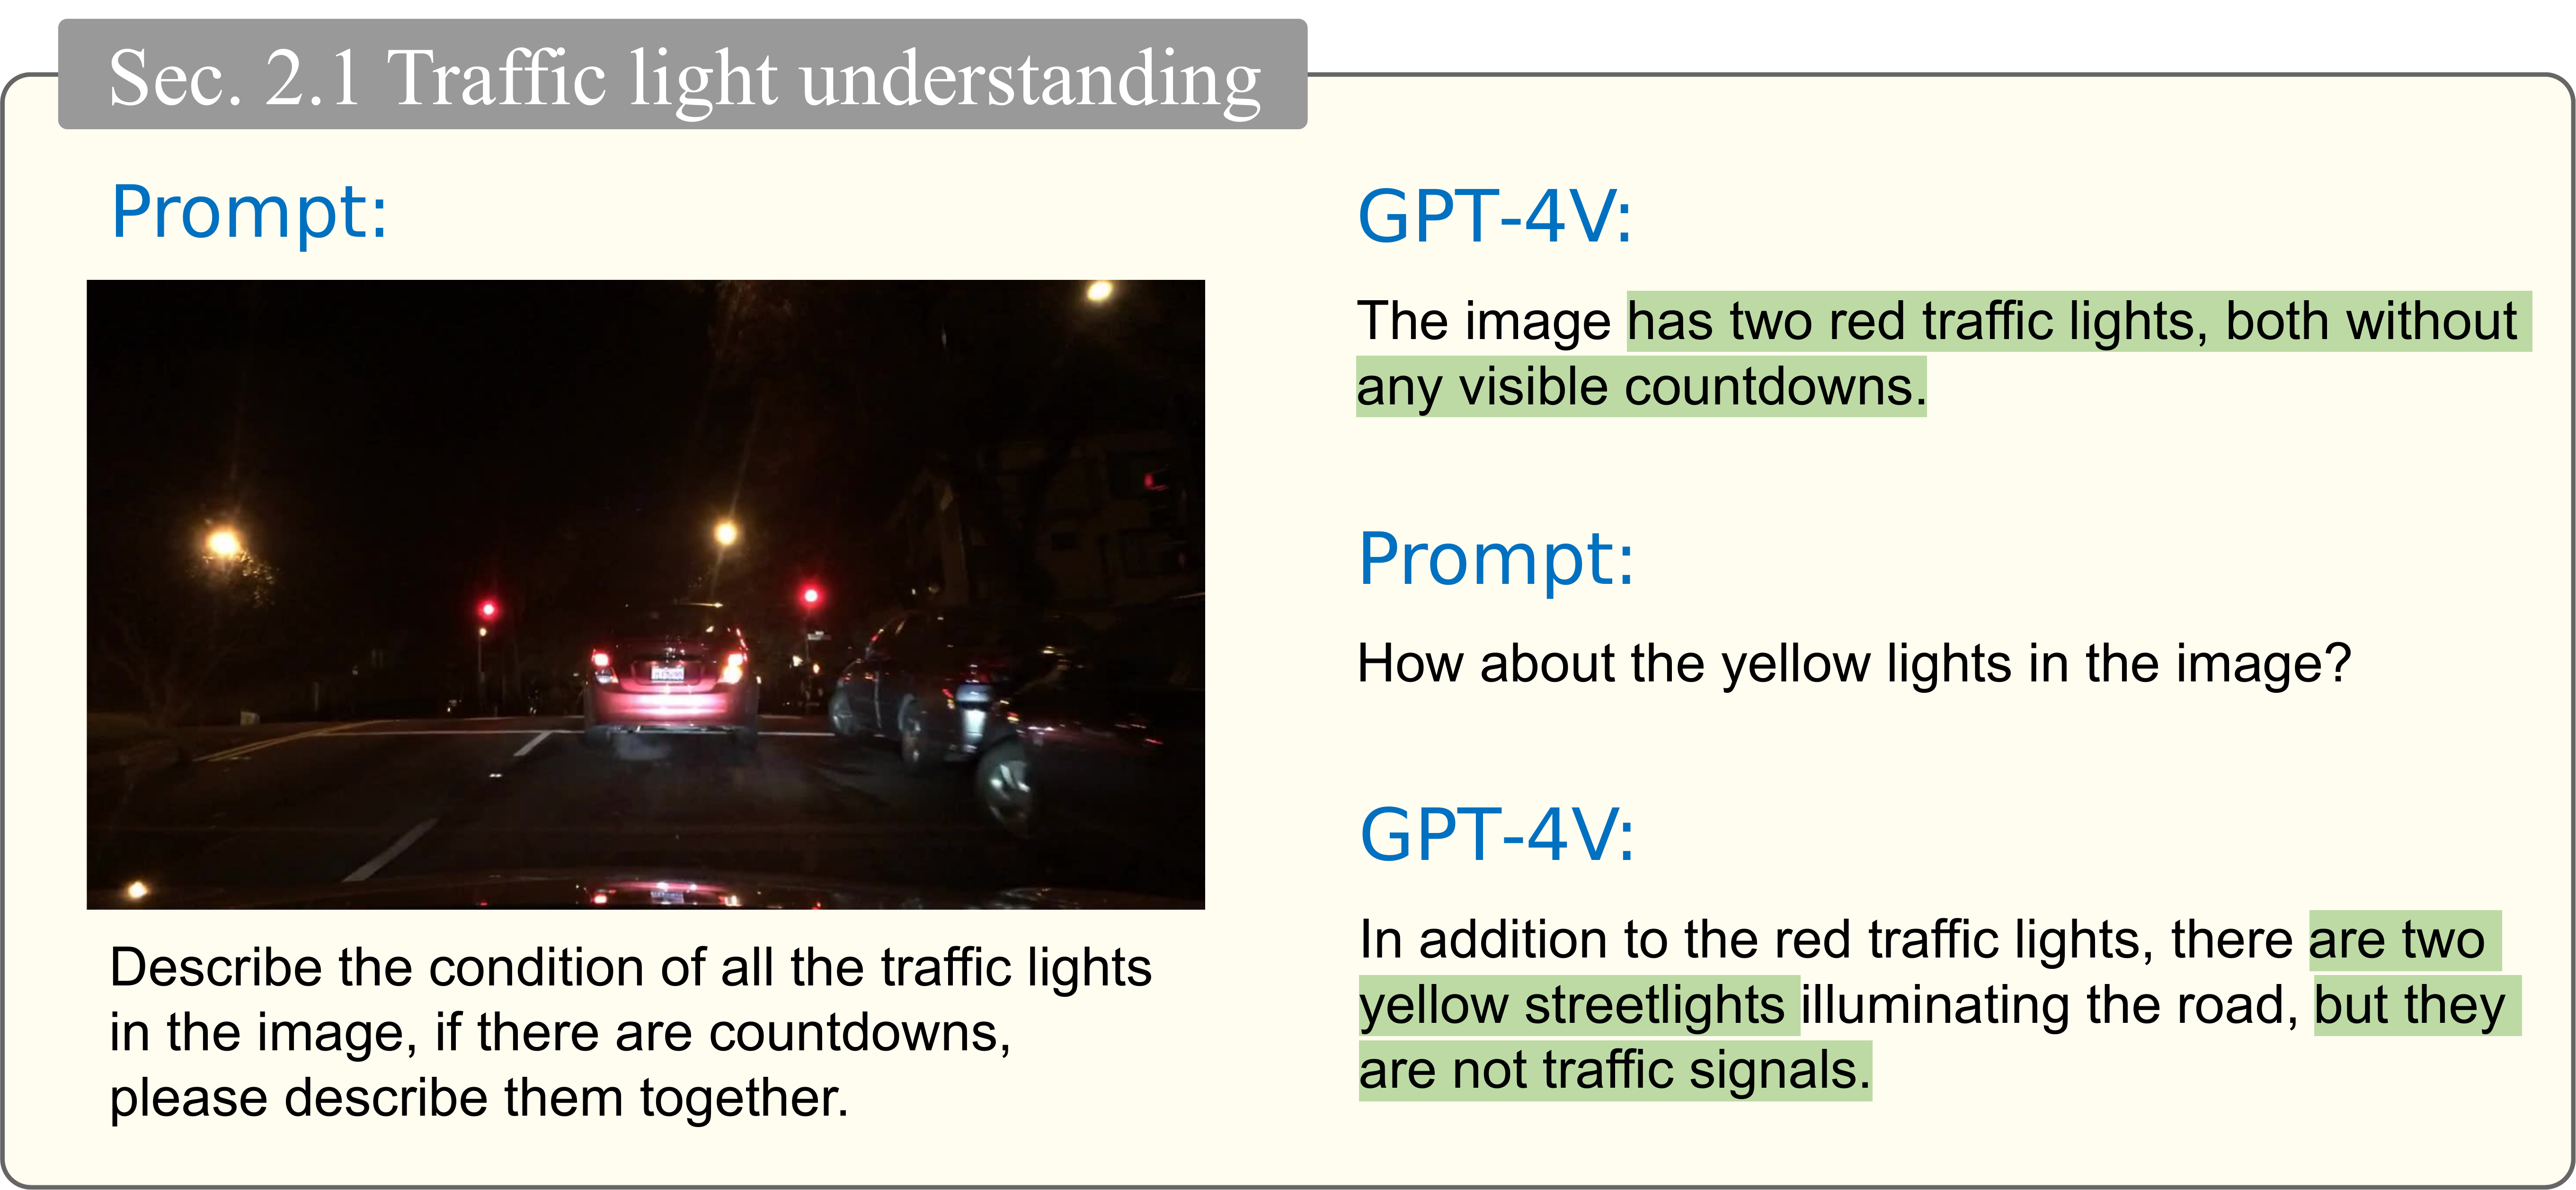 Sec. 2.1 Traffic light understanding
Prompt:
Describe the condition of all the traffic lights
in the image, if there are countdowns,
please describe them together.
GPT-4V:
The image has two red traffic lights, both without
any visible countdowns.
Prompt:
How about the yellow lights in the image?
GPT-4V:
In addition to the red traffic lights, there are two
yellow streetlights illuminating the road, but they
are not traffic signals.